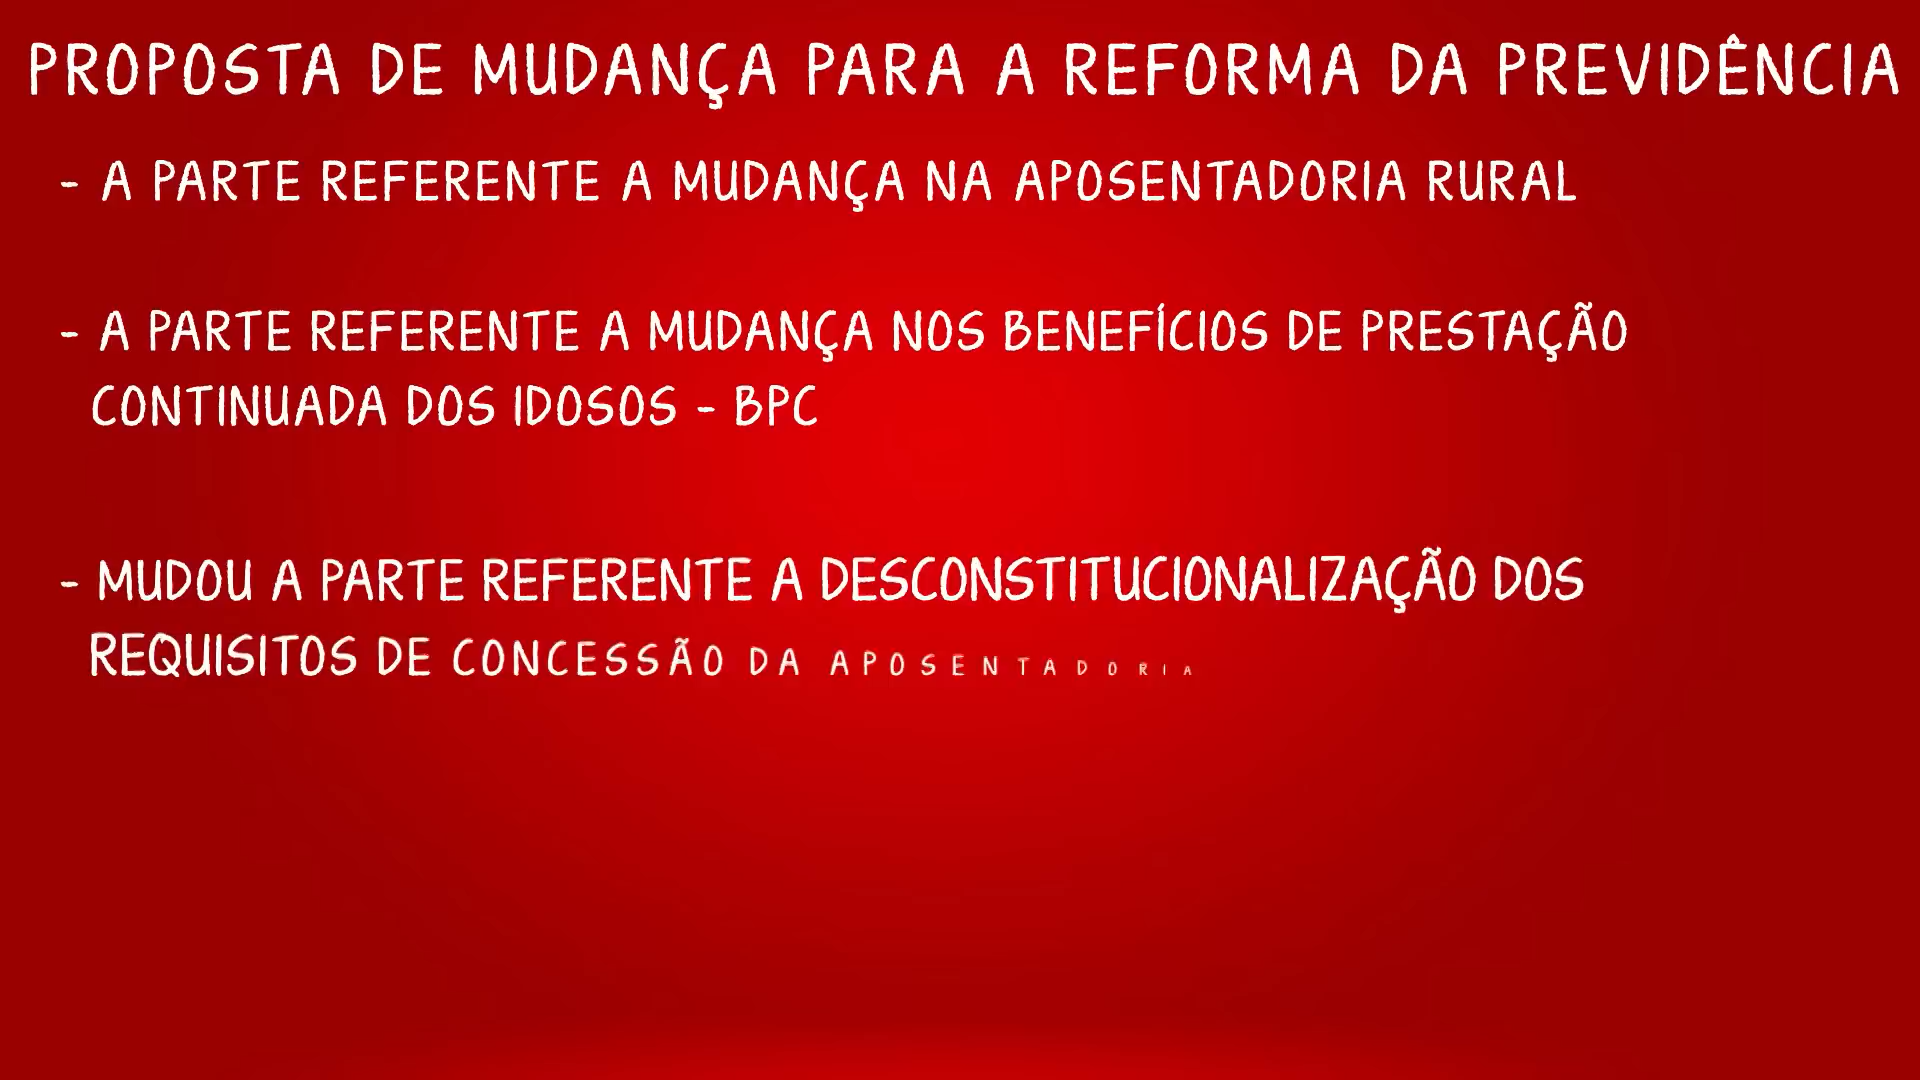 PROPOSTA DE MUDANÇA PARA A REFORMA DA PREVIDÊNCIA
- A PARTE REFERENTE A MUDANÇA NA APOSENTADORIA RURAL
- A PARTE REFERENTE A MUDANÇA NOS BENEFÍCIOS DE PRESTAÇÃO
CONTINUADA DOS IDOSOS - BPC
- MUDOU A PARTE REFERENTE A DESCONSTITUCIONALIZAÇÃO DOS
REQUISITOS DE CONCESSÃO DA APOSENTADORIA